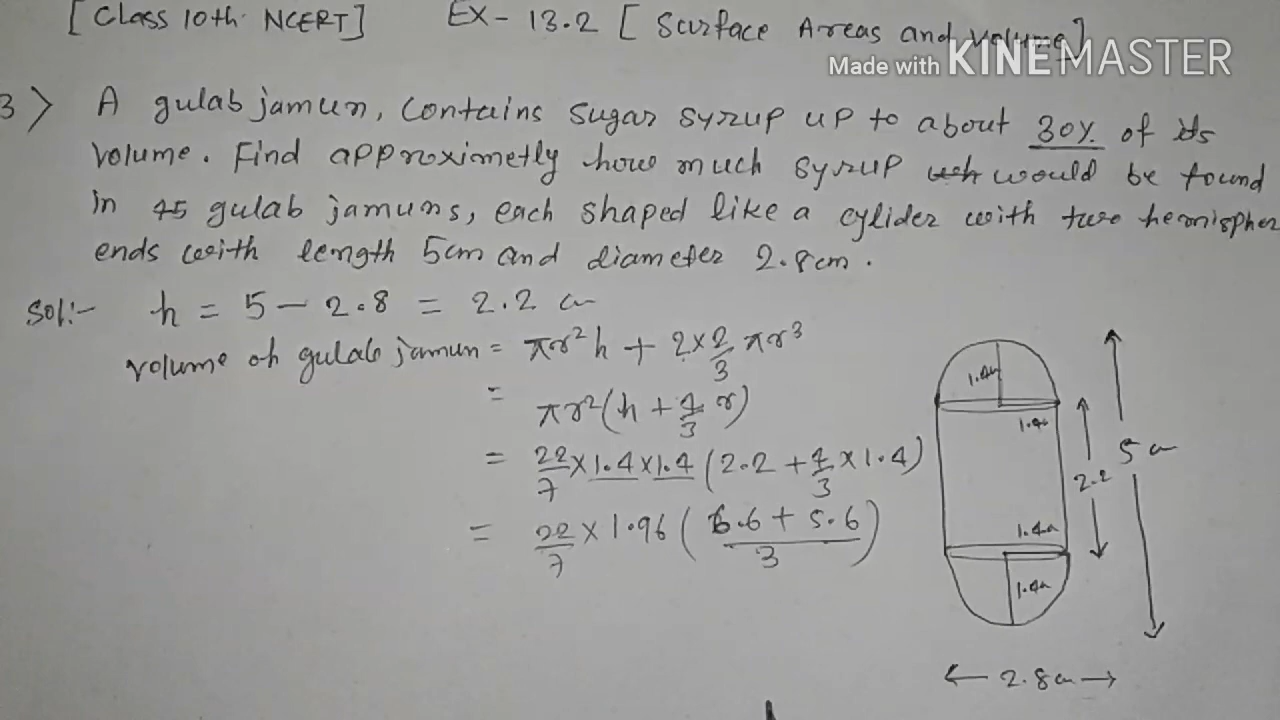 [Class 10th NCERT] EX - 13.2 [Surface Areas and Volume]
Made with KINEMASTER
3> A gulab jamun, contains sugar syrup up to about 30% of its
volume. Find approximetly how much syrup would be found
in 45 gulab jamuns, each shaped like a cylider with two hemispher
ends with length 5cm and diameter 2.8cm.
Sol:- h = 5 - 2.8 = 2.2 cm
volume of gulab jamun = πr²h + 2×2/3 πr³
= πr²(h + 4/3 r)
= 22/7 × 1.4 × 1.4 (2.2 + 4/3 × 1.4)
= 22/7 × 1.96 (6.6 + 5.6 / 3)
1.4
1.4
2.2
5 cm
1.4
1.4
2.8 cm